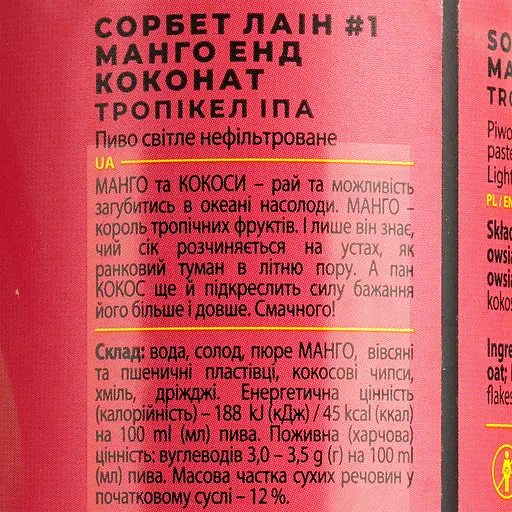 СОРБЕТ ЛАІН #1
МАНГО ЕНД
КОКОНАТ
ТРОПІКЕЛ ІПА
Пиво світле нефільтроване
UA
МАНГО та КОКОСИ – рай та можливість
загубитись в океані насолоди. МАНГО –
король тропічних фруктів. І лише він знає,
чий сік розчиняється на устах, як
ранковий туман в літню пору. А пан
КОКОС ще й підкреслить силу бажання
його більше і довше. Смачного!
Склад: вода, солод, пюре МАНГО, вівсяні
та пшеничні пластівці, кокосові чипси,
хміль, дріжджі. Енергетична цінність
(калорійність) – 188 kJ (кДж) / 45 kcal (ккал)
на 100 ml (мл) пива. Поживна (харчова)
цінність: вуглеводів 3,0 – 3,5 g (г) на 100 ml
(мл) пива. Масова частка сухих речовин у
початковому суслі – 12 %.
SO
MA
TRO
Piwo
paste
Light
PL/EN
Skład
owsia
owsia
kokos
Ingre
oat;
flakes